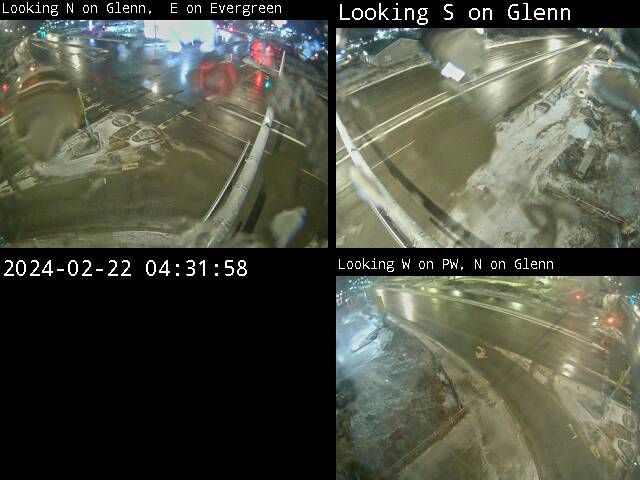 Looking N on Glenn,  E on Evergreen
Looking S on Glenn
2024-02-22 04:31:58
Looking W on PW, N on Glenn